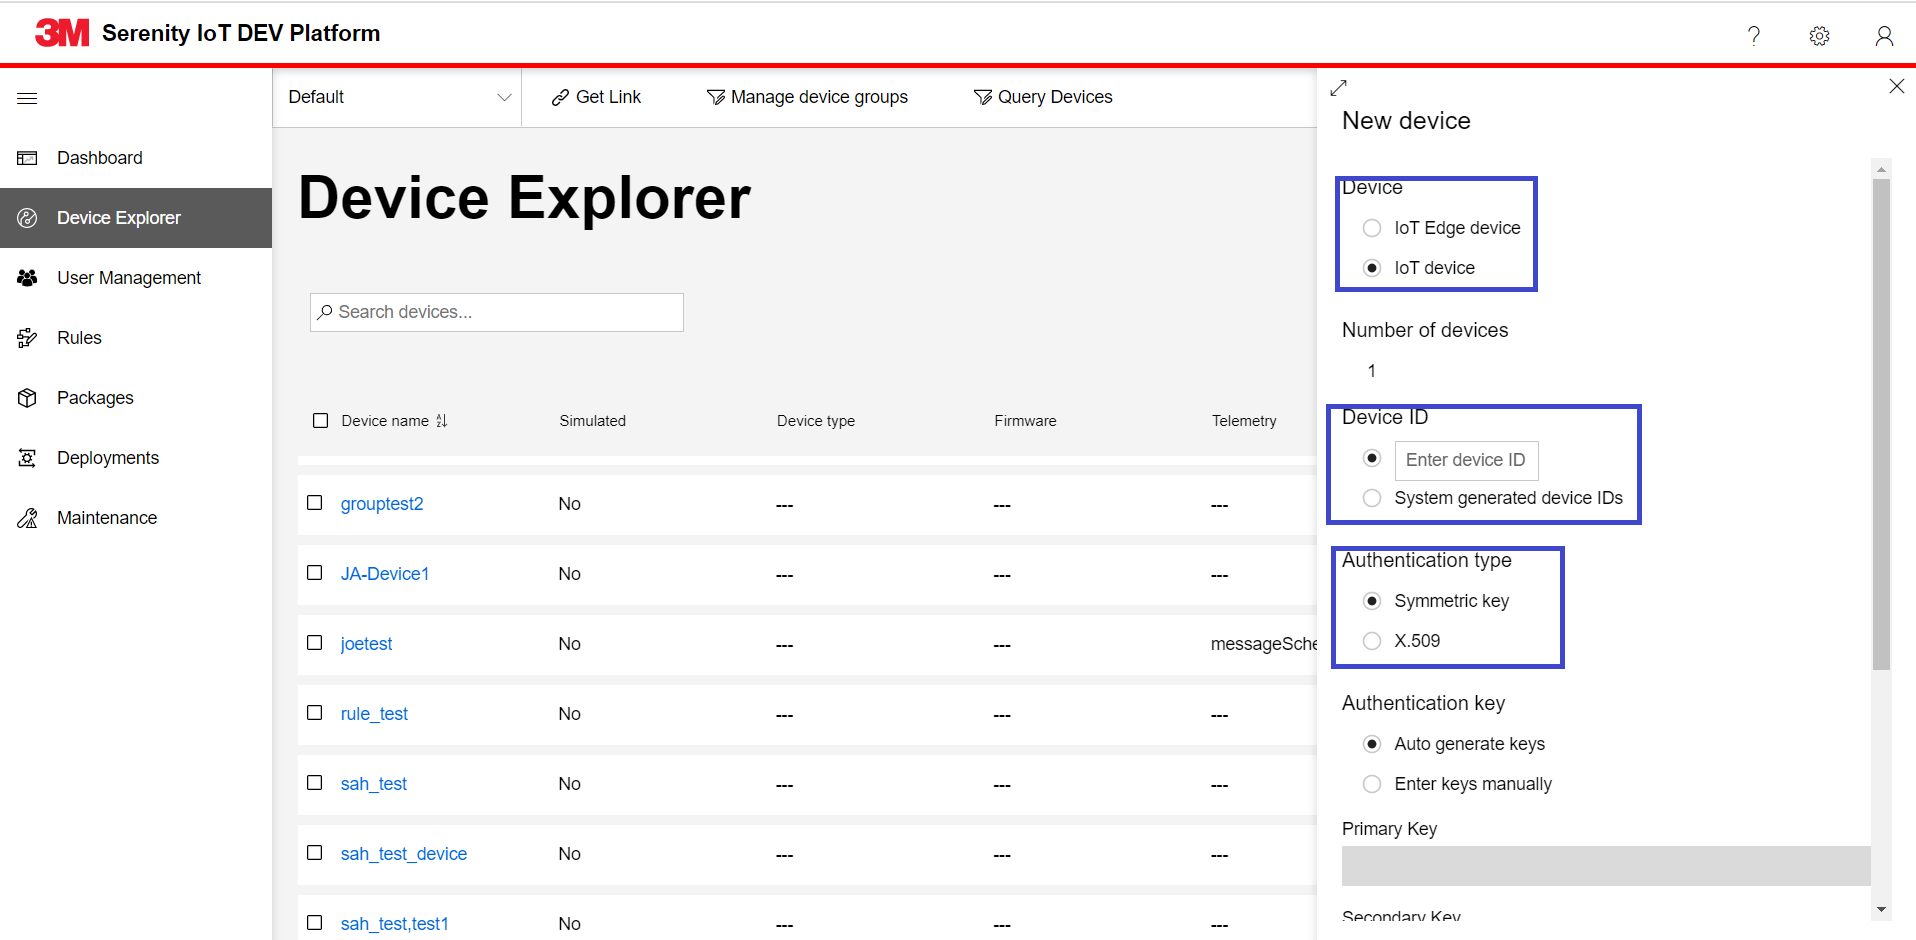 3M Serenity IoT DEV Platform
Default
Get Link
Manage device groups
Query Devices
Dashboard
Device Explorer
User Management
Rules
Packages
Deployments
Maintenance
Device Explorer
Search devices...
Device name Simulated Device type Firmware Telemetry
grouptest2 No --- --- ---
JA-Device1 No --- --- ---
joetest No --- --- messageSche
rule_test No --- --- ---
sah_test No --- --- ---
sah_test_device No --- --- ---
sah_test,test1 No --- --- ---
New device
Device
IoT Edge device
IoT device
Number of devices
1
Device ID
Enter device ID
System generated device IDs
Authentication type
Symmetric key
X.509
Authentication key
Auto generate keys
Enter keys manually
Primary Key
Secondary Key